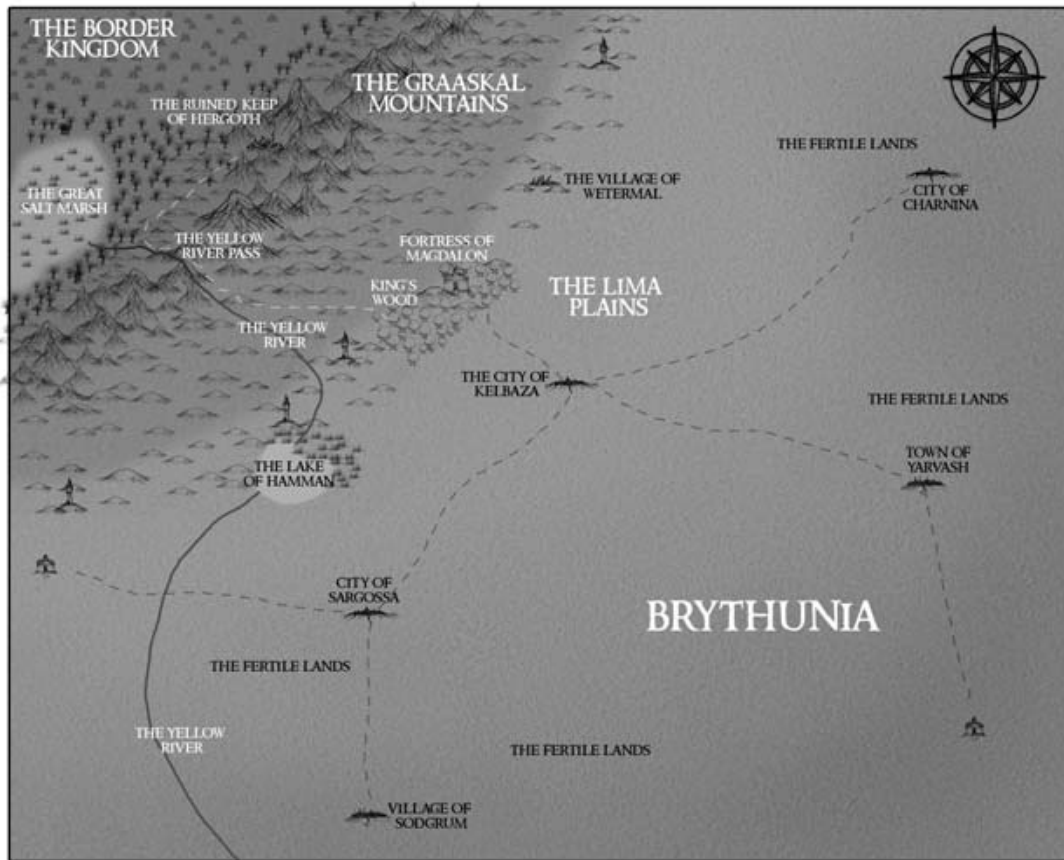 THE BORDER
KINGDOM
THE GRAASKAL
MOUNTAINS
THE RUINED KEEP
OF HERGOTH
THE FERTILE LANDS
THE GREAT
SALT MARSH
THE VILLAGE OF
WETERMAL
CITY OF
CHARNINA
THE YELLOW
RIVER PASS
FORTRESS OF
MAGDALON
KING'S
WOOD
THE LIMA
PLAINS
THE YELLOW
RIVER
THE CITY OF
KELBAZA
THE FERTILE LANDS
THE LAKE
OF HAMMAN
TOWN OF
YARVASH
CITY OF
SARGOSSA
BRYTHUNIA
THE FERTILE LANDS
THE YELLOW
RIVER
THE FERTILE LANDS
VILLAGE OF
SODGRUM